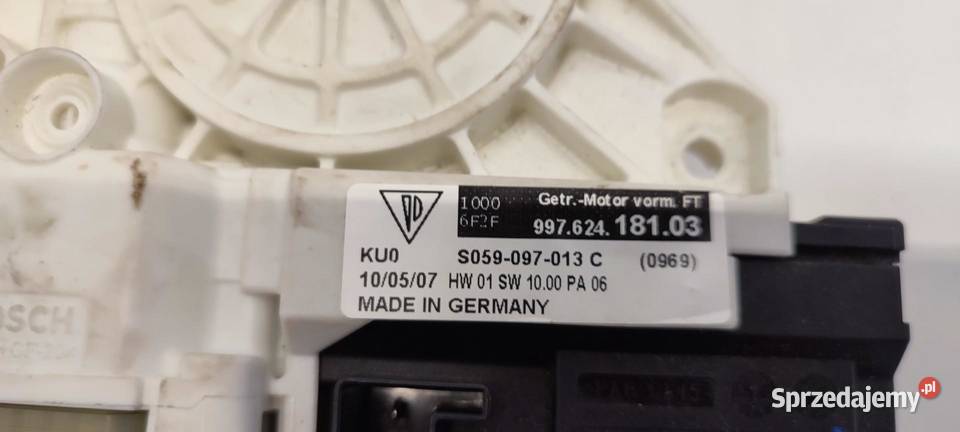 1000
6F2F
Getr.-Motor vorm. FT
997.624.181.03
KU0
S059-097-013 C
(0969)
10/05/07 HW 01 SW 10.00 PA 06
MADE IN GERMANY
OSCH
Sprzedajemy.pl